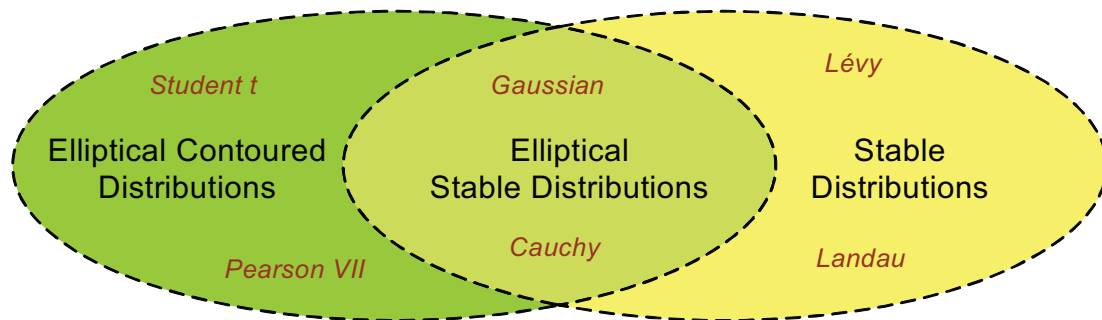 Student t
Elliptical Contoured
Distributions
Pearson VII
Gaussian
Elliptical
Stable Distributions
Cauchy
Lévy
Stable
Distributions
Landau